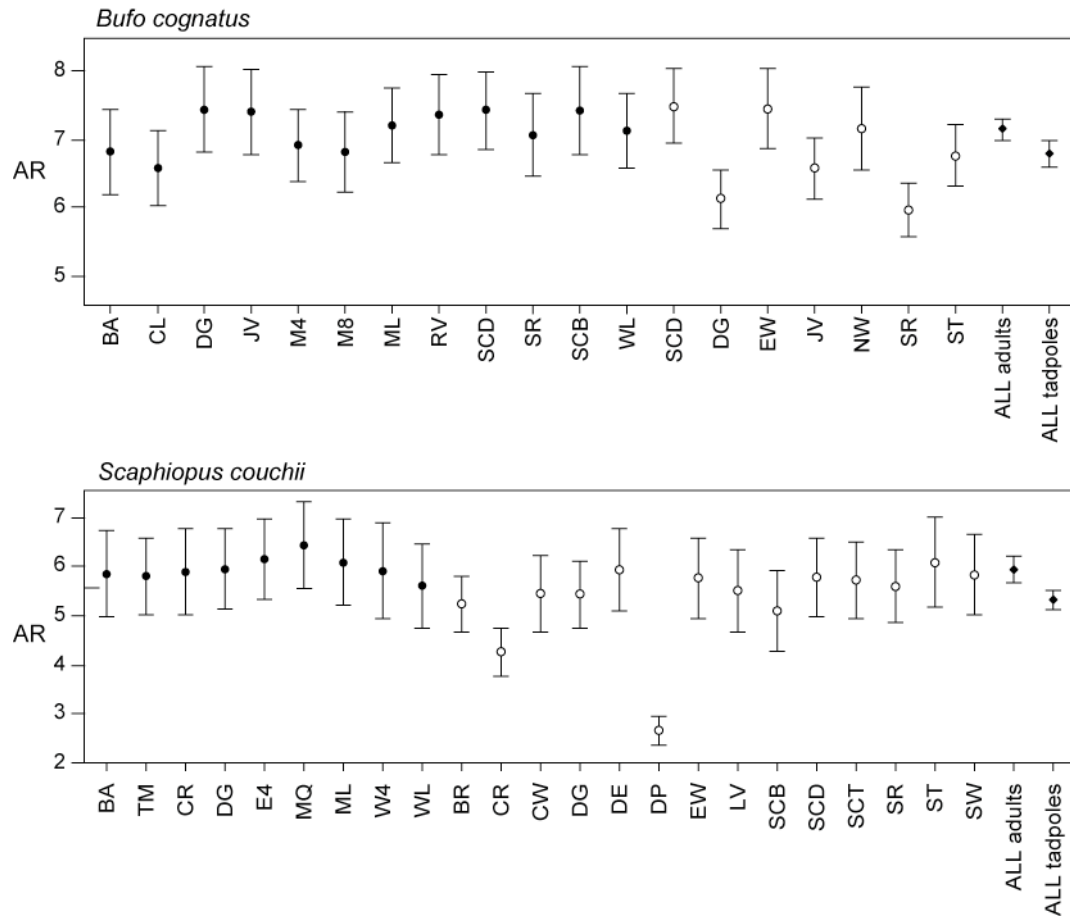 Bufo cognatus
8
7
AR
6
5
BA CL DG JV M4 M8 ML RV SCD SR SCB WL SCD DG EW JV NW SR ST ALL adults ALL tadpoles
Scaphiopus couchii
7
6
5
AR
4
3
2
BA TM CR DG E4 MQ ML W4 WL BR CR CW DG DE DP EW LV SCB SCD SCT SR ST SW ALL adults ALL tadpoles